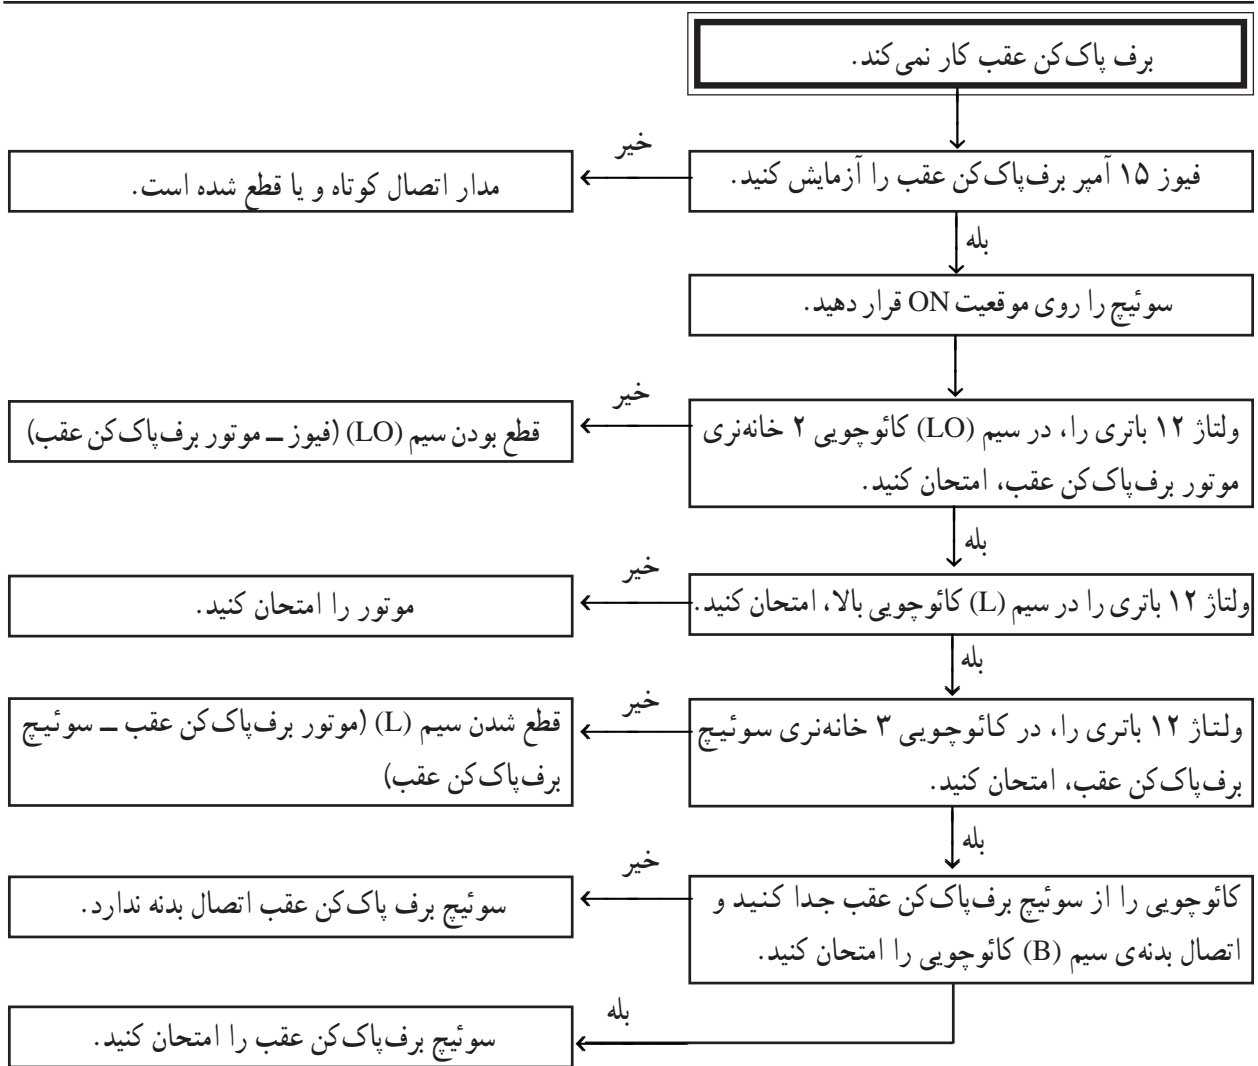 برف پاک‌کن عقب کار نمی‌کند.
فیوز ۱۵ آمپر برف‌پاک‌کن عقب را آزمایش کنید.
خیر
مدار اتصال کوتاه و یا قطع شده است.
بله
سوئیچ را روی موقعیت ON قرار دهید.
ولتاژ ۱۲ باتری را، در سیم (LO) کائوچویی ۲ خانه‌نری
موتور برف‌پاک‌کن عقب، امتحان کنید.
خیر
قطع بودن سیم (LO) (فیوز ــ موتور برف‌پاک‌کن عقب)
بله
ولتاژ ۱۲ باتری را در سیم (L) کائوچویی بالا، امتحان کنید.
خیر
موتور را امتحان کنید.
بله
ولتاژ ۱۲ باتری را، در کائوچویی ۳ خانه‌نری سوئیچ
برف‌پاک‌کن عقب، امتحان کنید.
خیر
قطع شدن سیم (L) (موتور برف‌پاک‌کن عقب ــ سوئیچ
برف‌پاک‌کن عقب)
بله
کائوچویی را از سوئیچ برف‌پاک‌کن عقب جدا کنید و
اتصال بدنه‌ی سیم (B) کائوچویی را امتحان کنید.
خیر
سوئیچ برف پاک‌کن عقب اتصال بدنه ندارد.
بله
سوئیچ برف‌پاک‌کن عقب را امتحان کنید.